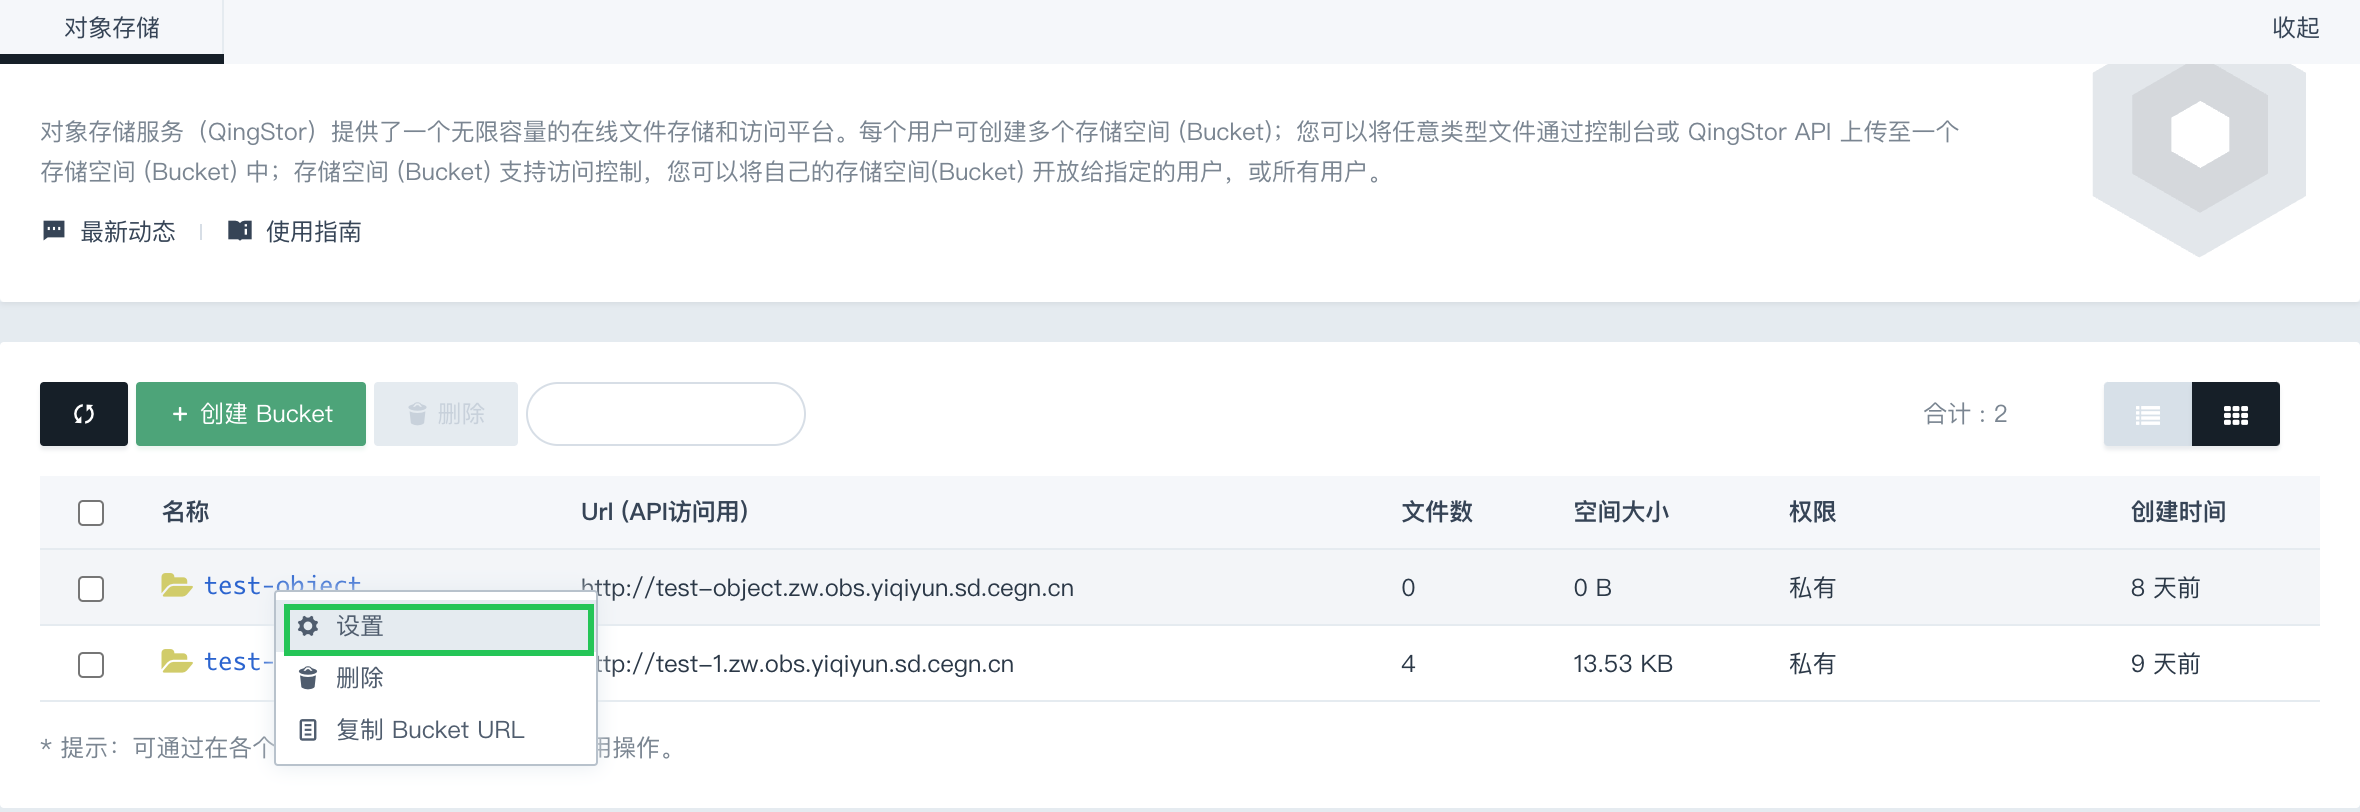 对象存储
收起
对象存储服务（QingStor）提供了一个无限容量的在线文件存储和访问平台。每个用户可创建多个存储空间 (Bucket)；您可以将任意类型文件通过控制台或 QingStor API 上传至一个
存储空间 (Bucket) 中；存储空间 (Bucket) 支持访问控制，您可以将自己的存储空间(Bucket) 开放给指定的用户，或所有用户。
最新动态 使用指南
+ 创建 Bucket 删除 合计：2
名称 Url (API访问用) 文件数 空间大小 权限 创建时间
test-object http://test-object.zw.obs.yiqiyun.sd.cegn.cn 0 0 B 私有 8 天前
设置
test- ttp://test-1.zw.obs.yiqiyun.sd.cegn.cn 4 13.53 KB 私有 9 天前
删除
复制 Bucket URL
* 提示：可通过在各个 用操作。